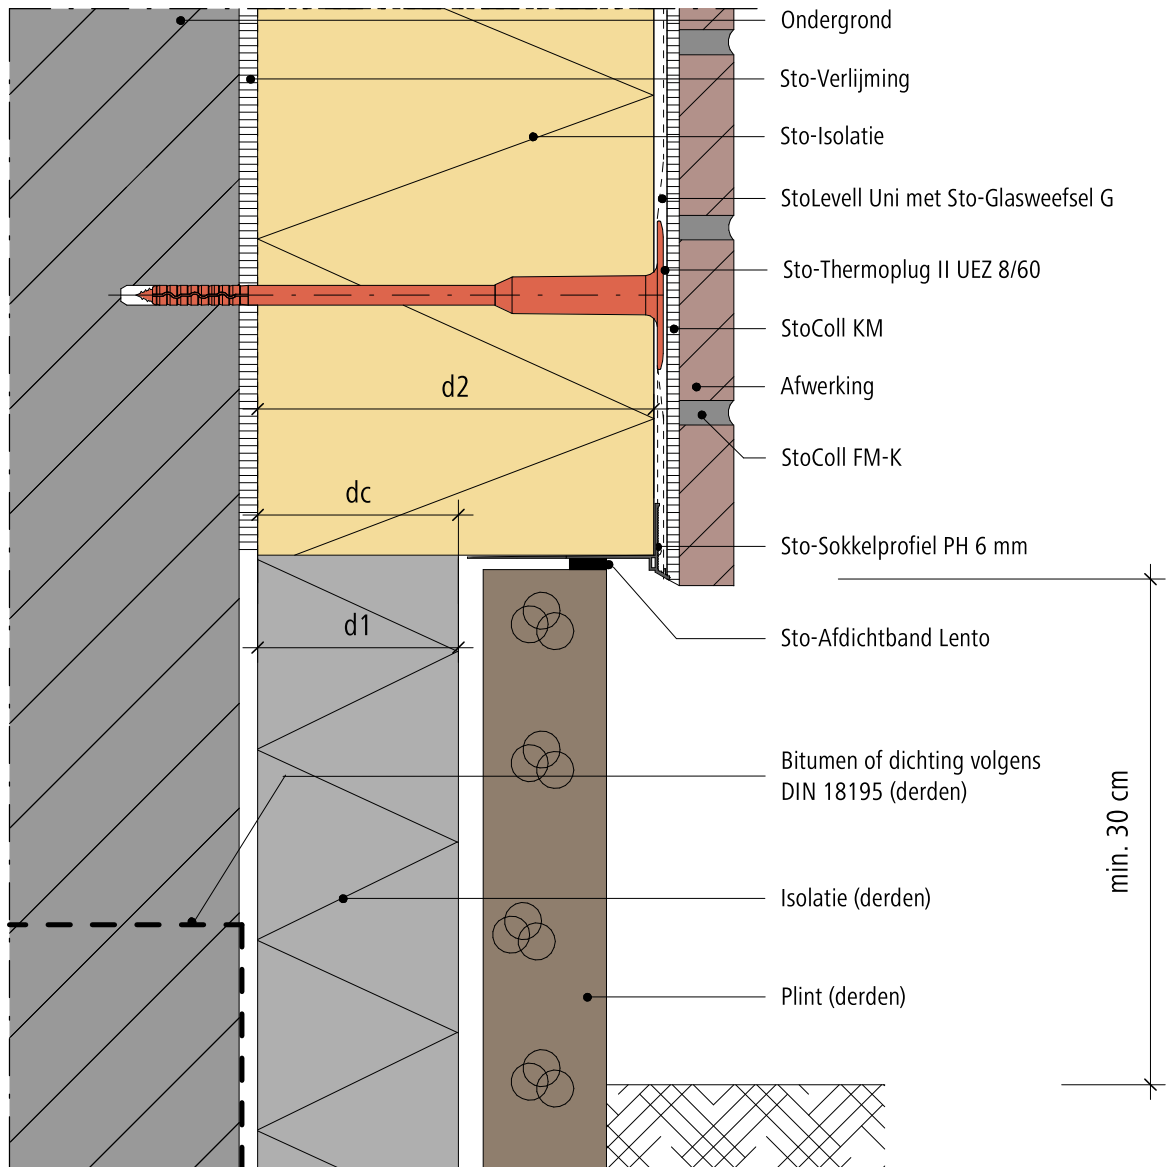 Ondergrond
Sto-Verlijming
Sto-Isolatie
StoLevell Uni met Sto-Glasweefsel G
Sto-Thermoplug II UEZ 8/60
StoColl KM
d2
Afwerking
StoColl FM-K
dc
Sto-Sokkelprofiel PH 6 mm
d1
Sto-Afdichtband Lento
Bitumen of dichting volgens
DIN 18195 (derden)
min. 30 cm
Isolatie (derden)
Plint (derden)